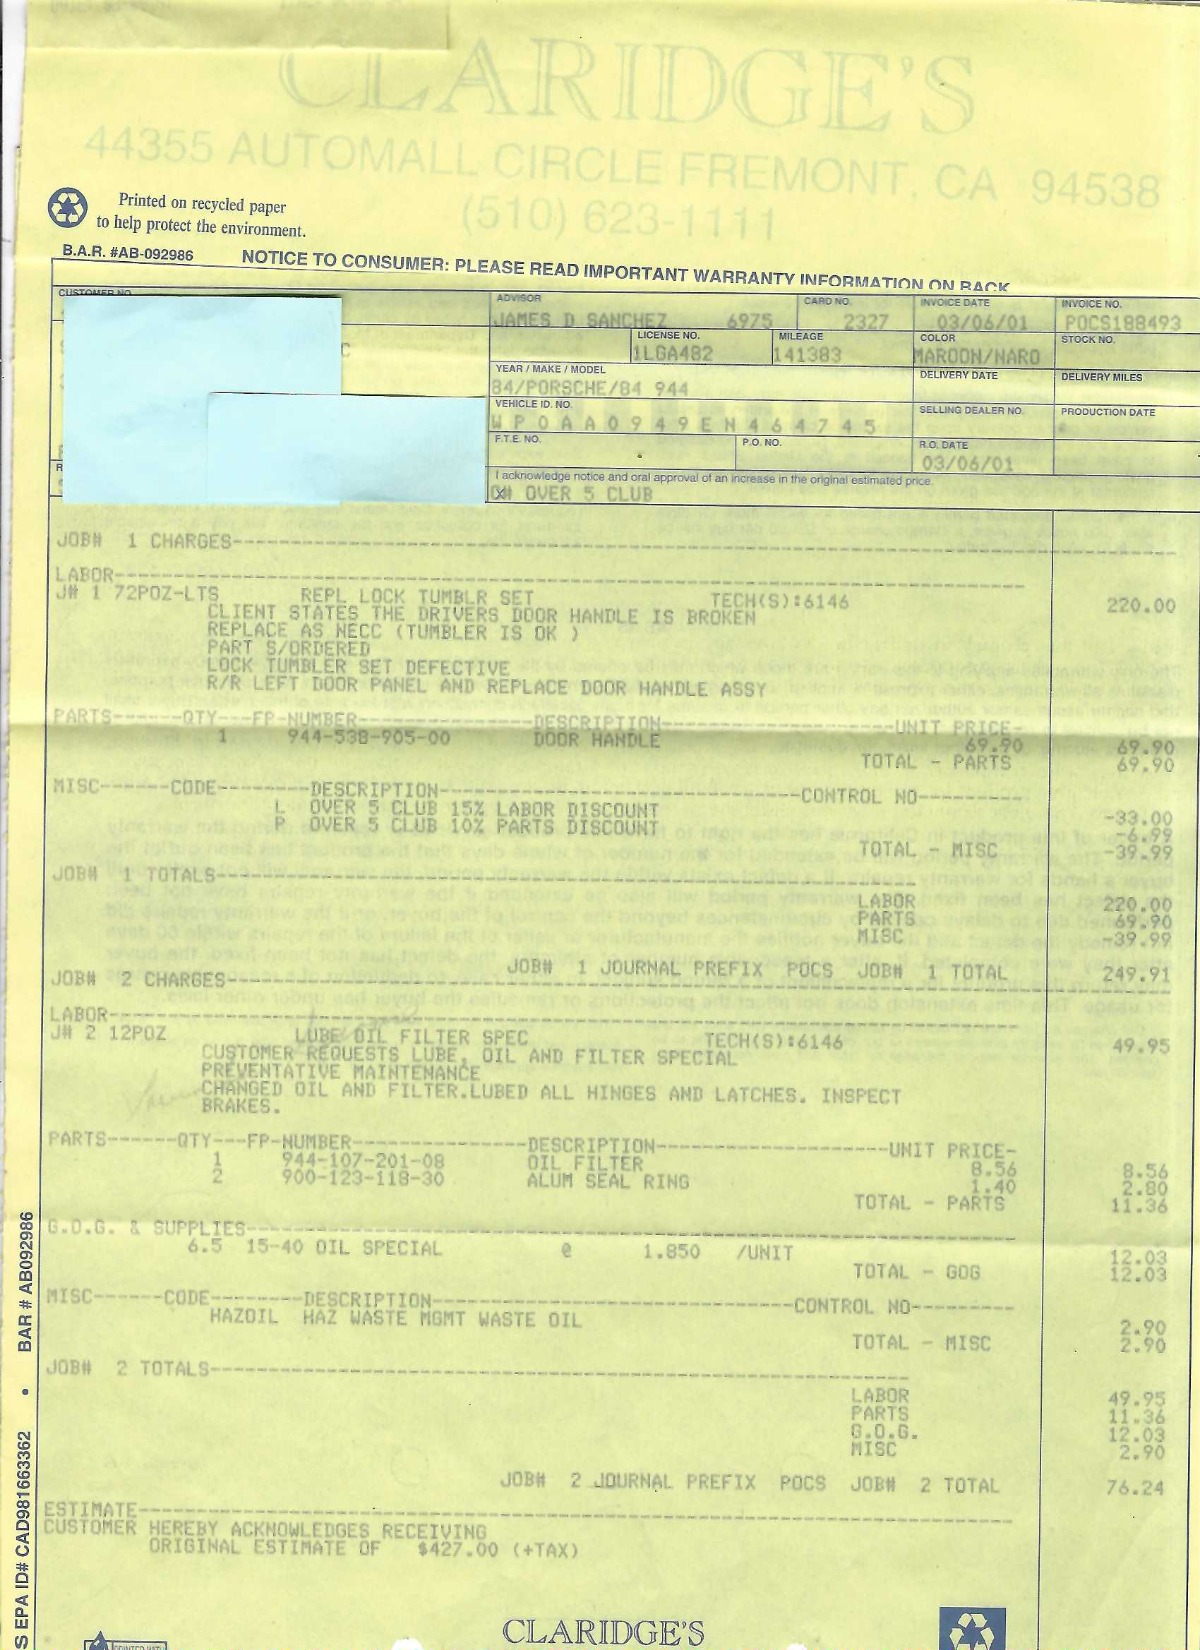 CLARIDGE'S
44355 AUTOMALL CIRCLE FREMONT, CA 94538
(510) 623-1111
Printed on recycled paper
to help protect the environment.
B.A.R. #AB-092986 NOTICE TO CONSUMER: PLEASE READ IMPORTANT WARRANTY INFORMATION ON BACK
CUSTOMER NO. ADVISOR CARD NO. INVOICE DATE INVOICE NO.
JAMES D SANCHEZ 6975 2327 03/06/01 POCS188493
LICENSE NO. MILEAGE COLOR STOCK NO.
1LGA482 141383 MAROON/NARO
YEAR / MAKE / MODEL DELIVERY DATE DELIVERY MILES
84/PORSCHE/84 944
VEHICLE ID. NO. SELLING DEALER NO. PRODUCTION DATE
WP0AA0949EN464745
F.T.E. NO. P.O. NO. R.O. DATE
03/06/01
I acknowledge notice and oral approval of an increase in the original estimated price.
OVER 5 CLUB
JOB# 1 CHARGES
LABOR
J# 1 72POZ-LTS REPL LOCK TUMBLR SET TECH(S):6146 220.00
CLIENT STATES THE DRIVERS DOOR HANDLE IS BROKEN
REPLACE AS NECC (TUMBLER IS OK )
PART S/ORDERED
LOCK TUMBLER SET DEFECTIVE
R/R LEFT DOOR PANEL AND REPLACE DOOR HANDLE ASSY
PARTS------QTY---FP-NUMBER---DESCRIPTION---UNIT PRICE-
1 944-538-905-00 DOOR HANDLE 69.90 69.90
TOTAL - PARTS 69.90
MISC------CODE--------DESCRIPTION---CONTROL NO---------
L OVER 5 CLUB 15% LABOR DISCOUNT -33.00
P OVER 5 CLUB 10% PARTS DISCOUNT -6.99
TOTAL - MISC -39.99
JOB# 1 TOTALS
LABOR 220.00
PARTS 69.90
MISC -39.99
JOB# 1 JOURNAL PREFIX POCS JOB# 1 TOTAL 249.91
JOB# 2 CHARGES
LABOR
J# 2 12POZ LUBE OIL FILTER SPEC TECH(S):6146 49.95
CUSTOMER REQUESTS LUBE, OIL AND FILTER SPECIAL
PREVENTATIVE MAINTENANCE
CHANGED OIL AND FILTER.LUBED ALL HINGES AND LATCHES. INSPECT
BRAKES.
PARTS------QTY---FP-NUMBER---DESCRIPTION---UNIT PRICE-
1 944-107-201-08 OIL FILTER 8.56 8.56
2 900-123-118-30 ALUM SEAL RING 1.40 2.80
TOTAL - PARTS 11.36
G.O.G. & SUPPLIES
6.5 15-40 OIL SPECIAL @ 1.850 /UNIT 12.03
TOTAL - GOG 12.03
MISC------CODE--------DESCRIPTION---CONTROL NO---------
HAZOIL HAZ WASTE MGMT WASTE OIL 2.90
TOTAL - MISC 2.90
JOB# 2 TOTALS
LABOR 49.95
PARTS 11.36
G.O.G. 12.03
MISC 2.90
JOB# 2 JOURNAL PREFIX POCS JOB# 2 TOTAL 76.24
ESTIMATE
CUSTOMER HEREBY ACKNOWLEDGES RECEIVING
ORIGINAL ESTIMATE OF $427.00 (+TAX)
CLARIDGE'S
S EPA ID# CAD981663362 • BAR # AB092986